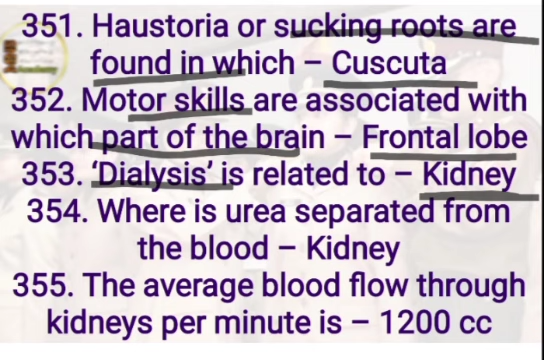 351. Haustoria or sucking roots are
found in which – Cuscuta
352. Motor skills are associated with
which part of the brain – Frontal lobe
353. ‘Dialysis’ is related to – Kidney
354. Where is urea separated from
the blood – Kidney
355. The average blood flow through
kidneys per minute is – 1200 cc